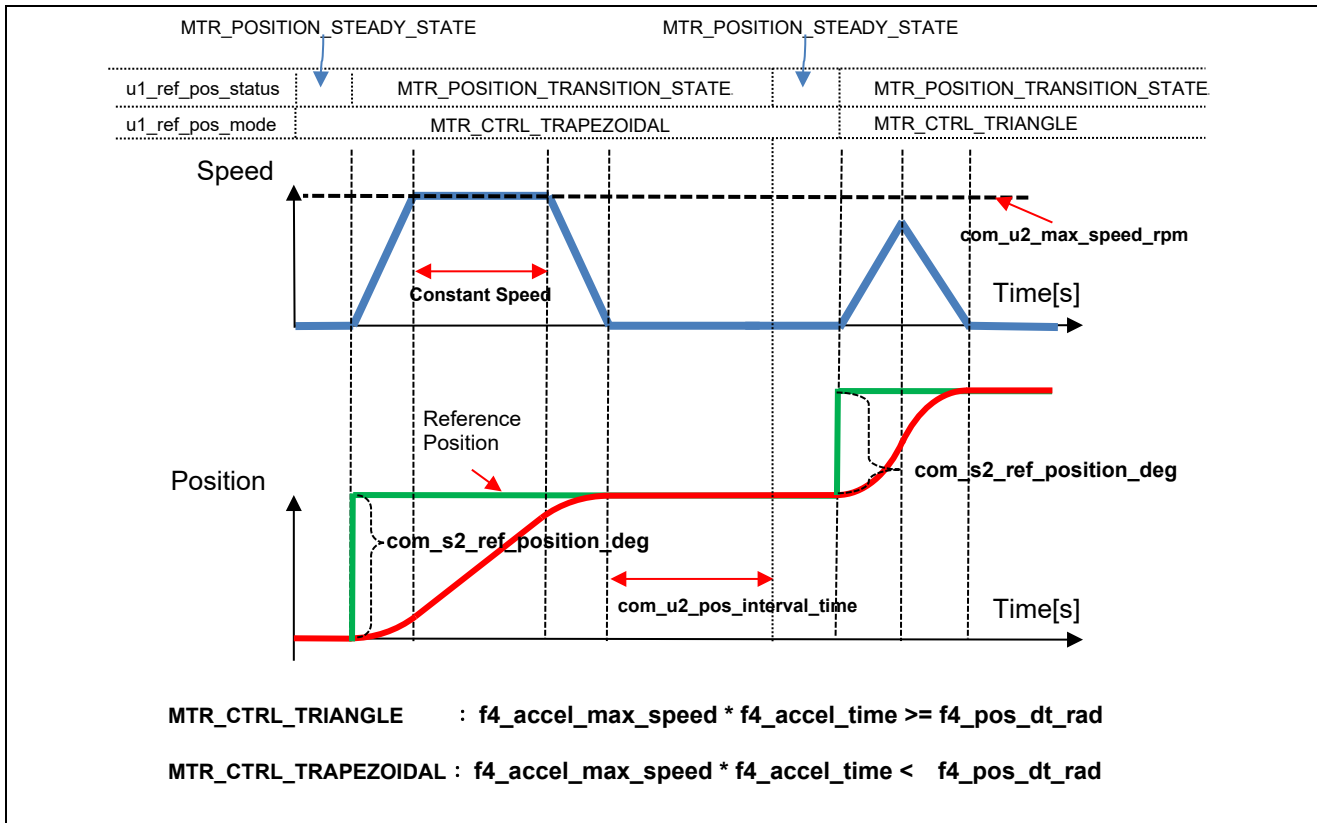 MTR_POSITION_STEADY_STATE MTR_POSITION_STEADY_STATE
u1_ref_pos_status MTR_POSITION_TRANSITION_STATE. MTR_POSITION_TRANSITION_STATE.
u1_ref_pos_mode MTR_CTRL_TRAPEZOIDAL MTR_CTRL_TRIANGLE
Speed
com_u2_max_speed_rpm
Constant Speed
Time[s]
Reference
Position
com_s2_ref_position_deg
Position
com_s2_ref_position_deg
com_u2_pos_interval_time
Time[s]
MTR_CTRL_TRIANGLE : f4_accel_max_speed * f4_accel_time >= f4_pos_dt_rad
MTR_CTRL_TRAPEZOIDAL : f4_accel_max_speed * f4_accel_time < f4_pos_dt_rad